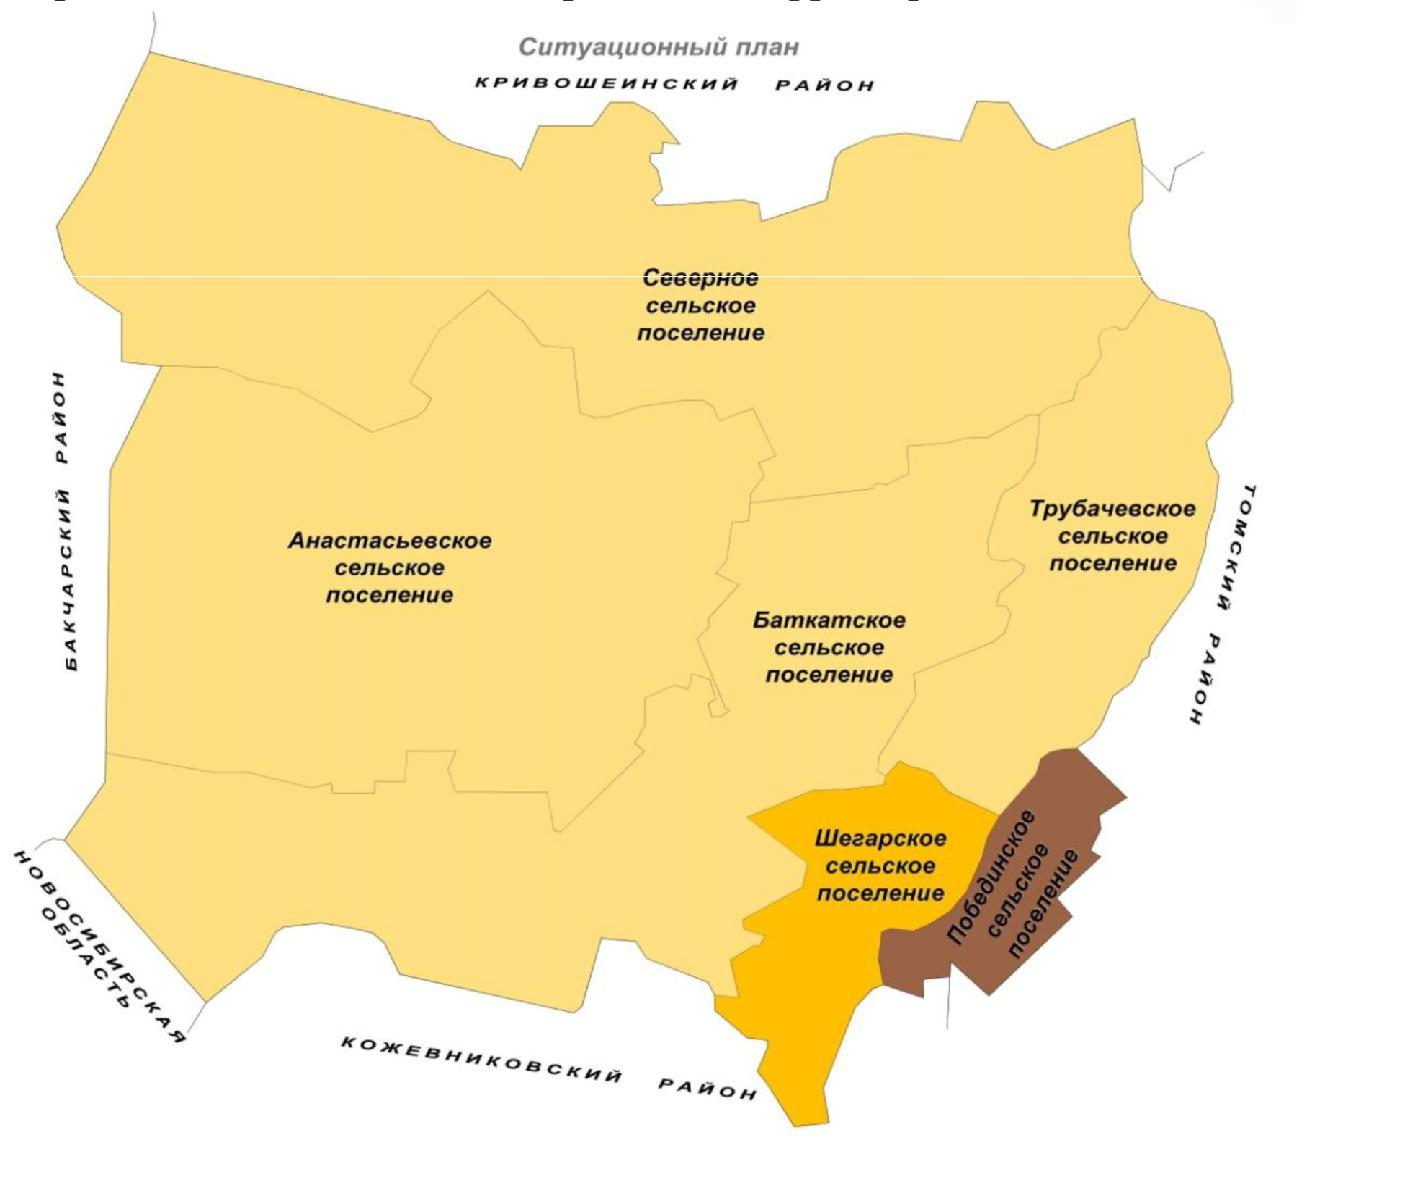 Ситуационный план
КРИВОШЕИНСКИЙ РАЙОН
Северное
сельское
поселение
БАКЧАРСКИЙ РАЙОН
Анастасьевское
сельское
поселение
Трубачевское
сельское
поселение
ТОМСКИЙ РАЙОН
Баткатское
сельское
поселение
Шегарское
сельское
поселение
Побединское
сельское
поселение
НОВОСИБИРСКАЯ
ОБЛАСТЬ
КОЖЕВНИКОВСКИЙ РАЙОН